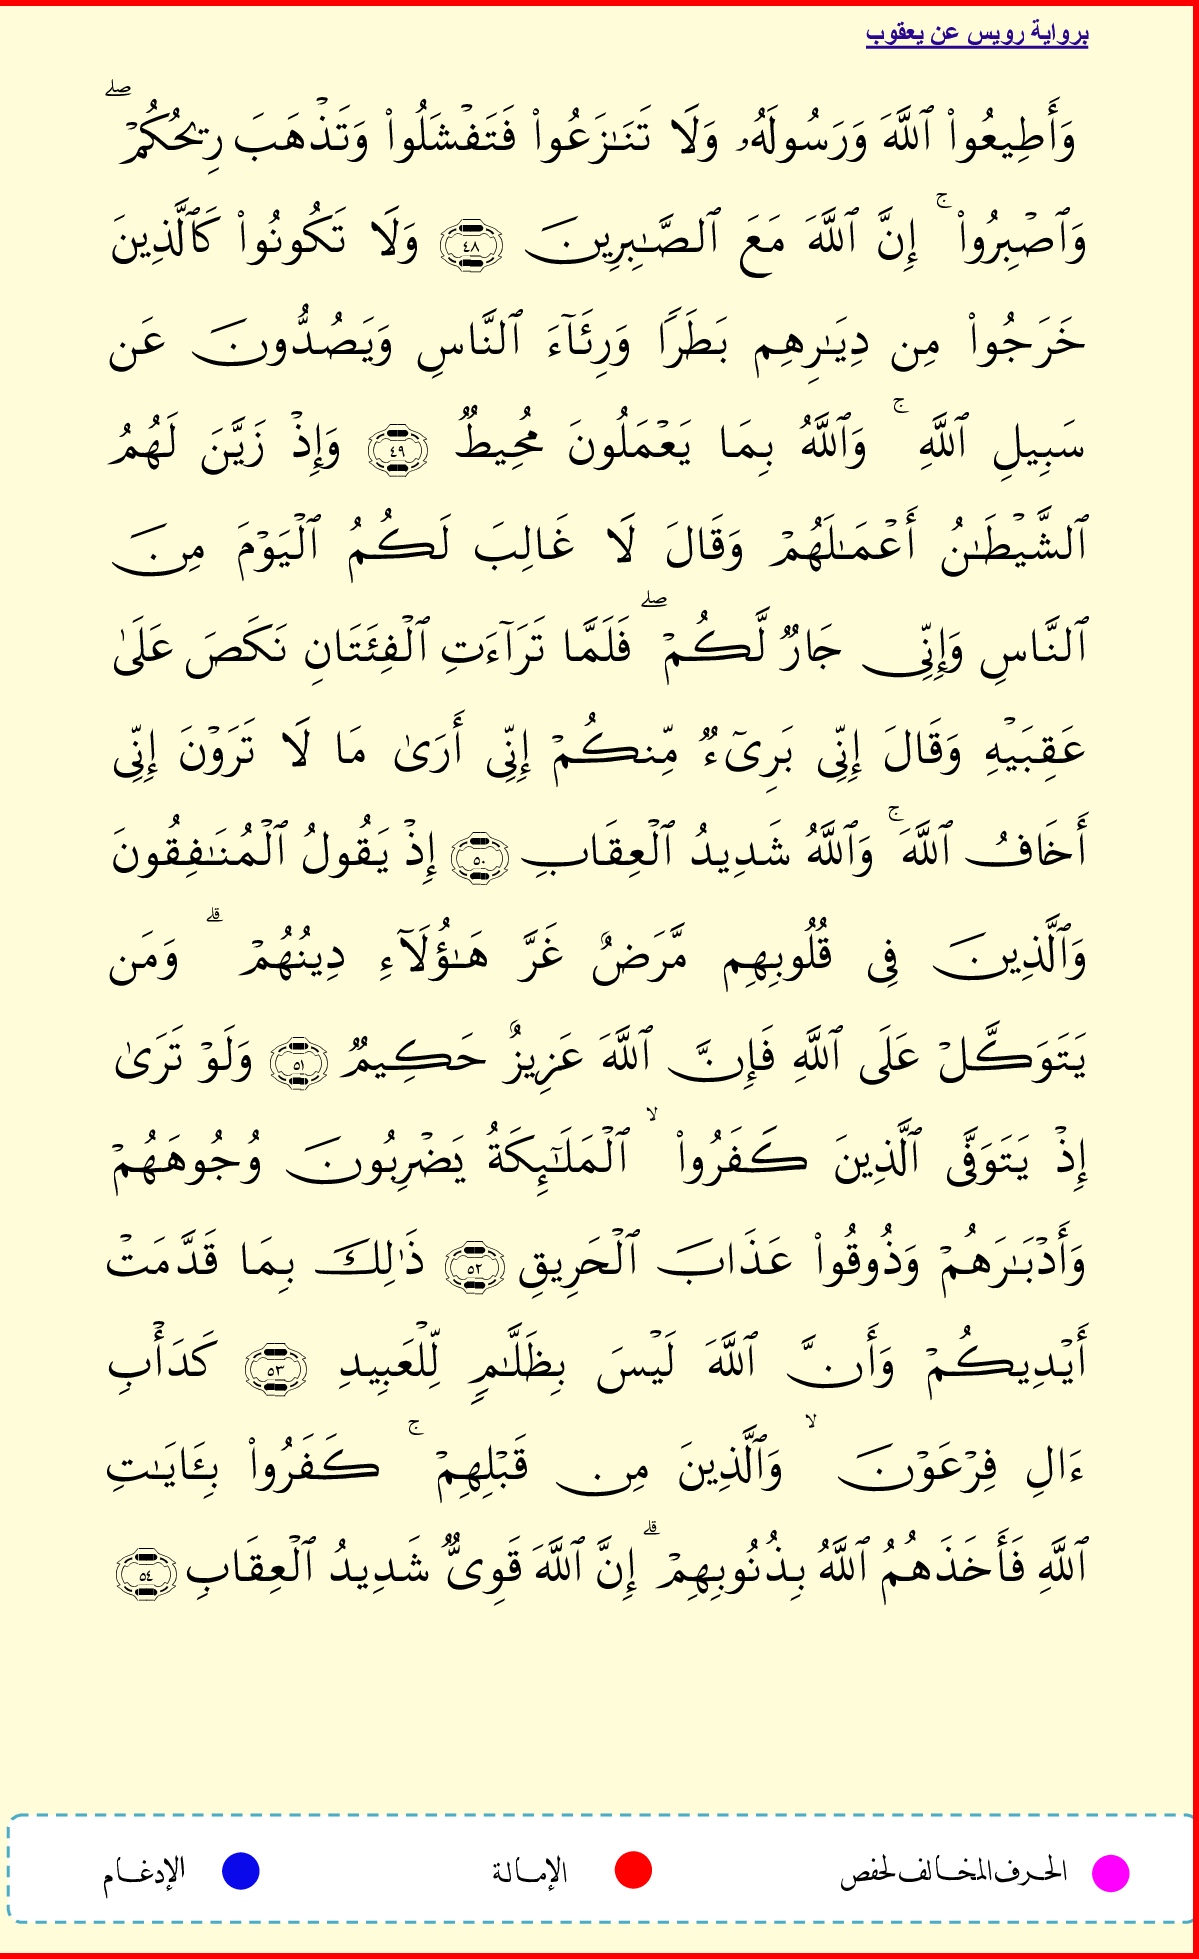 برواية رويس عن يعقوب
وَأَطِيعُواْ ٱللَّهَ وَرَسُولَهُۥ وَلَا تَنَٰزَعُواْ فَتَفْشَلُواْ وَتَذْهَبَ رِيحُكُمْ ۖ
وَٱصْبِرُواْ ۚ إِنَّ ٱللَّهَ مَعَ ٱلصَّٰبِرِينَ ٤٨ وَلَا تَكُونُواْ كَٱلَّذِينَ
خَرَجُواْ مِن دِيَٰرِهِم بَطَرًا وَرِئَآءَ ٱلنَّاسِ وَيَصُدُّونَ عَن
سَبِيلِ ٱللَّهِ ۚ وَٱللَّهُ بِمَا يَعْمَلُونَ مُحِيطٌ ٤٩ وَإِذْ زَيَّنَ لَهُمُ
ٱلشَّيْطَٰنُ أَعْمَٰلَهُمْ وَقَالَ لَا غَالِبَ لَكُمُ ٱلْيَوْمَ مِنَ
ٱلنَّاسِ وَإِنِّي جَارٌ لَّكُمْ ۖ فَلَمَّا تَرَآءَتِ ٱلْفِئَتَانِ نَكَصَ عَلَىٰ
عَقِبَيْهِ وَقَالَ إِنِّي بَرِيٓءٌ مِّنكُمْ إِنِّي أَرَىٰ مَا لَا تَرَوْنَ إِنِّي
أَخَافُ ٱللَّهَ ۚ وَٱللَّهُ شَدِيدُ ٱلْعِقَابِ ٥٠ إِذْ يَقُولُ ٱلْمُنَٰفِقُونَ
وَٱلَّذِينَ فِي قُلُوبِهِم مَّرَضٌ غَرَّ هَٰؤُلَآءِ دِينُهُمْ ۗ وَمَن
يَتَوَكَّلْ عَلَى ٱللَّهِ فَإِنَّ ٱللَّهَ عَزِيزٌ حَكِيمٌ ٥١ وَلَوْ تَرَىٰ
إِذْ يَتَوَفَّى ٱلَّذِينَ كَفَرُواْ ۙ ٱلْمَلَٰٓئِكَةُ يَضْرِبُونَ وُجُوهَهُمْ
وَأَدْبَٰرَهُمْ وَذُوقُواْ عَذَابَ ٱلْحَرِيقِ ٥٢ ذَٰلِكَ بِمَا قَدَّمَتْ
أَيْدِيكُمْ وَأَنَّ ٱللَّهَ لَيْسَ بِظَلَّٰمٍ لِّلْعَبِيدِ ٥٣ كَدَأْبِ
ءَالِ فِرْعَوْنَ ۙ وَٱلَّذِينَ مِن قَبْلِهِمْ ۚ كَفَرُواْ بِـَٔايَٰتِ
ٱللَّهِ فَأَخَذَهُمُ ٱللَّهُ بِذُنُوبِهِمْ ۗ إِنَّ ٱللَّهَ قَوِيٌّ شَدِيدُ ٱلْعِقَابِ ٥٤
الحرف المخالف لحفص الإمالة الإدغام